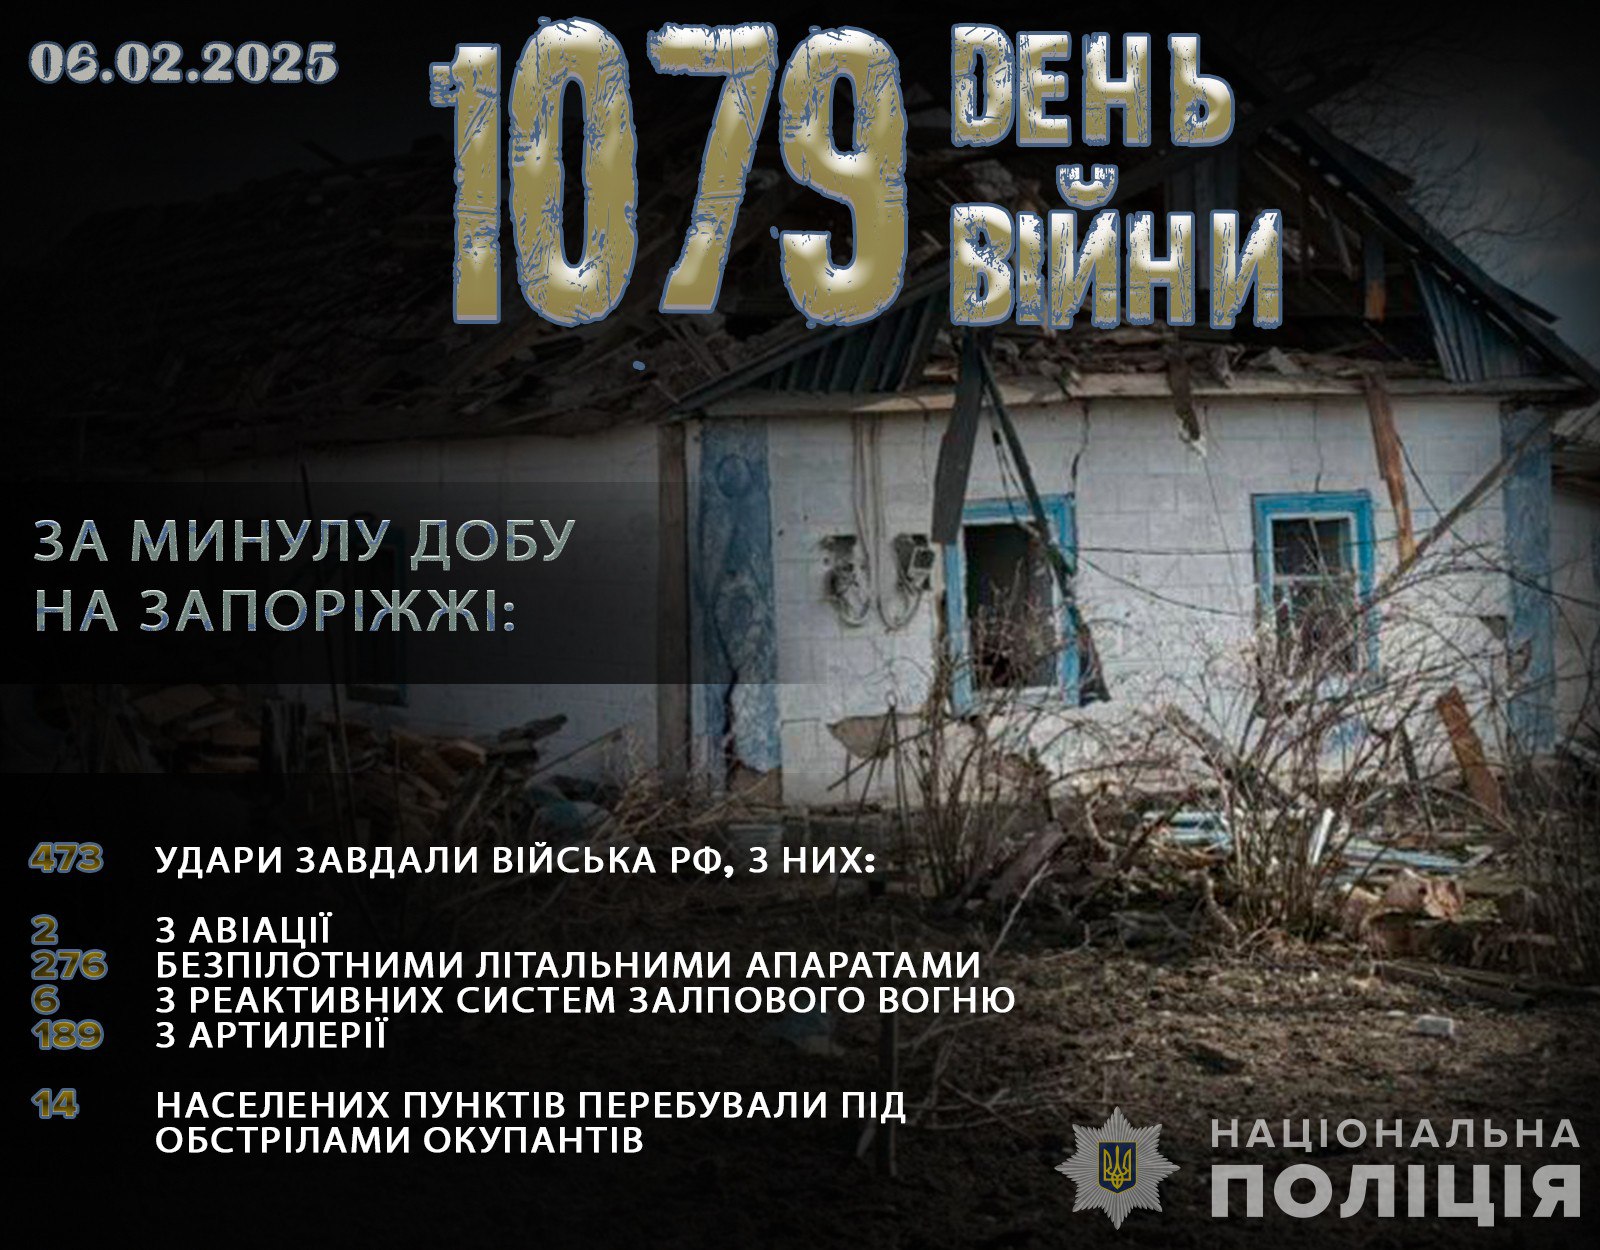 06.02.2025
1079 DЕНЬ
ВІЙНИ
ЗА МИНУЛУ ДОБУ
НА ЗАПОРІЖЖІ:
473 УДАРИ ЗАВДАЛИ ВІЙСЬКА РФ, З НИХ:
2 З АВІАЦІЇ
276 БЕЗПІЛОТНИМИ ЛІТАЛЬНИМИ АПАРАТАМИ
6 З РЕАКТИВНИХ СИСТЕМ ЗАЛПОВОГО ВОГНЮ
189 З АРТИЛЕРІЇ
14 НАСЕЛЕНИХ ПУНКТІВ ПЕРЕБУВАЛИ ПІД
ОБСТРІЛАМИ ОКУПАНТІВ
НАЦІОНАЛЬНА
ПОЛІЦІЯ